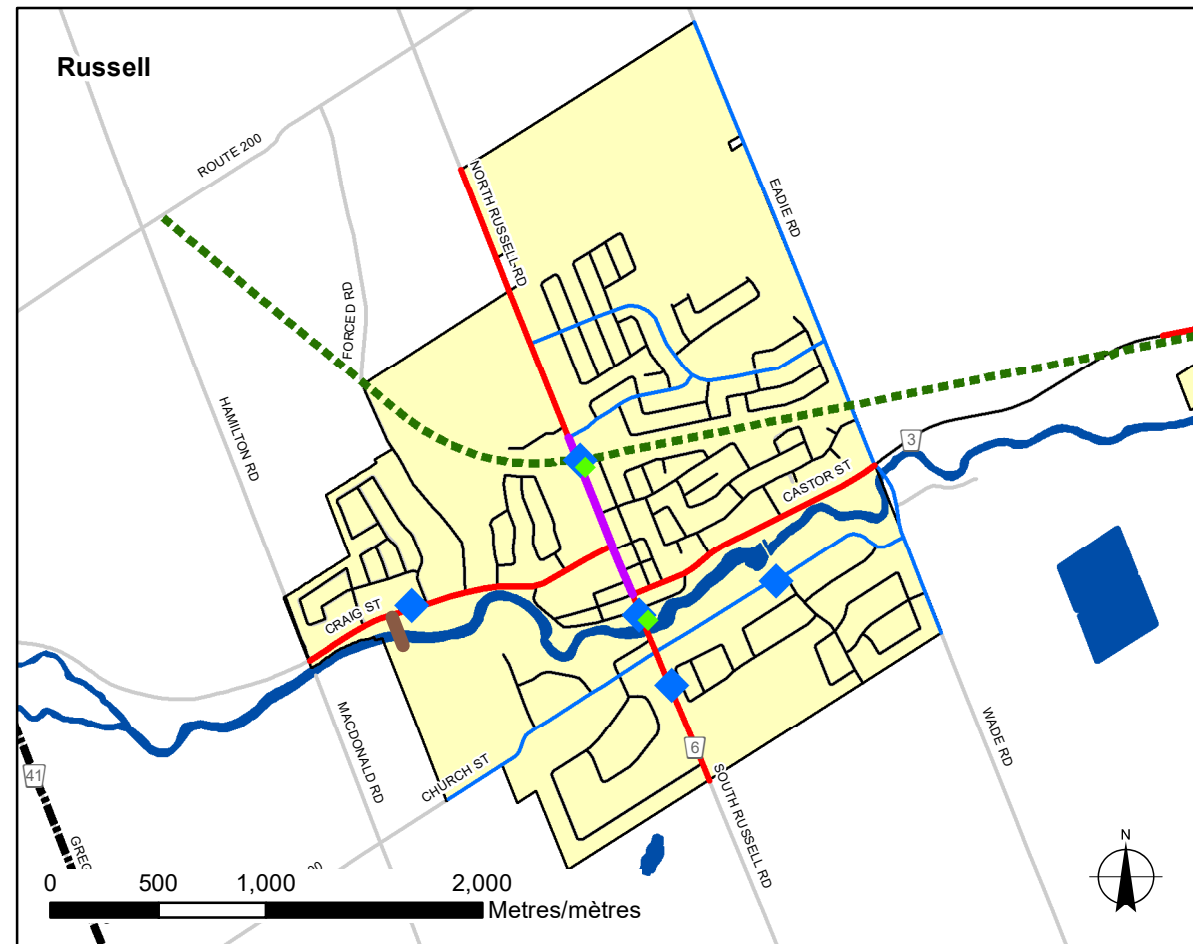 Russell
ROUTE 200
NORTH RUSSELL RD
EADIE RD
FORCED RD
HAMILTON RD
3
CASTOR ST
CRAIG ST
MACDONALD RD
CHURCH ST
6
41
WADE RD
SOUTH RUSSELL RD
N
0 500 1,000 2,000
Metres/mètres